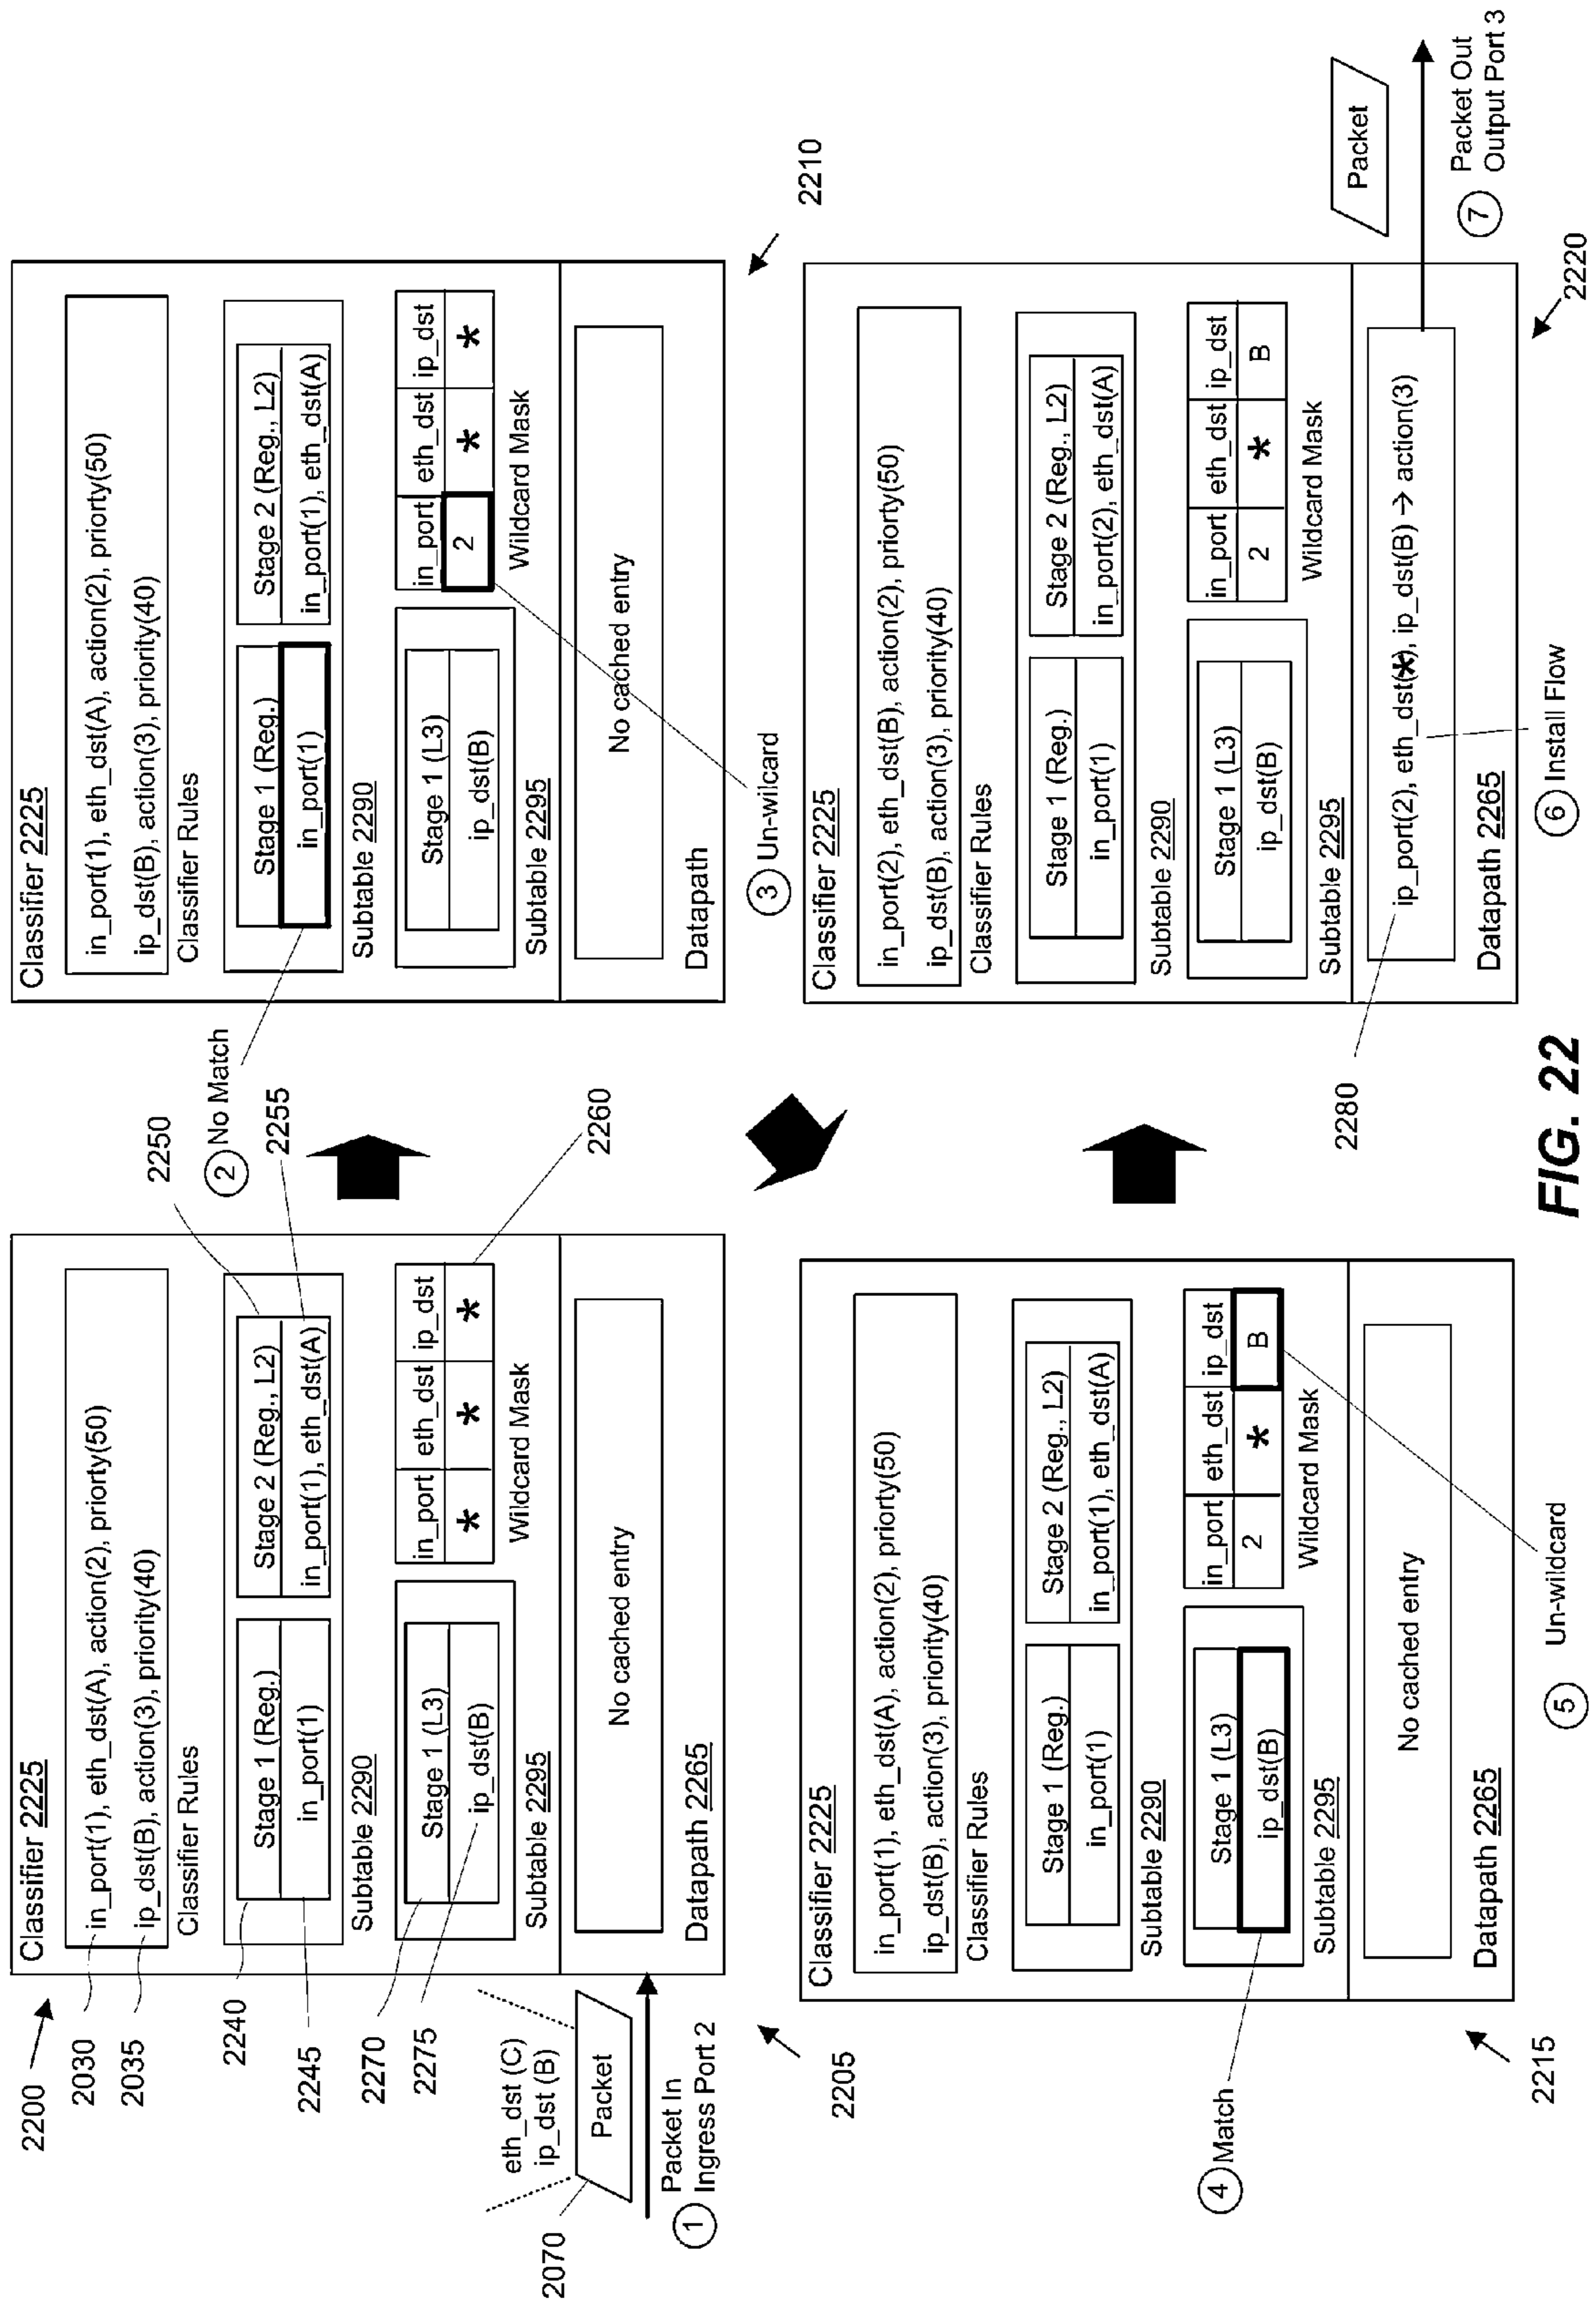 2200
Classifier 2225
2030
in_port(1), eth_dst(A), action(2), priorty(50)
2035
ip_dst(B), action(3), priority(40)
Classifier Rules
2240
Stage 1 (Reg.)
in_port(1)
2245
2250
Stage 2 (Reg., L2)
in_port(1), eth_dst(A)
2255
Subtable 2290
2270
Stage 1 (L3)
ip_dst(B)
2275
Subtable 2295
in_port eth_dst ip_dst
* * *
Wildcard Mask
2260
No cached entry
Datapath 2265
eth_dst (C)
ip_dst (B)
Packet
2070
1 Packet In
Ingress Port 2
2205
2 No Match
Classifier 2225
in_port(1), eth_dst(A), action(2), priorty(50)
ip_dst(B), action(3), priority(40)
Classifier Rules
Stage 1 (Reg.)
in_port(1)
Stage 2 (Reg., L2)
in_port(1), eth_dst(A)
Subtable 2290
Stage 1 (L3)
ip_dst(B)
Subtable 2295
in_port eth_dst ip_dst
2 * *
Wildcard Mask
No cached entry
Datapath
3 Un-wilcard
2210
Classifier 2225
in_port(1), eth_dst(A), action(2), priorty(50)
ip_dst(B), action(3), priority(40)
Classifier Rules
Stage 1 (Reg.)
in_port(1)
Stage 2 (Reg., L2)
in_port(1), eth_dst(A)
Subtable 2290
Stage 1 (L3)
ip_dst(B)
Subtable 2295
in_port eth_dst ip_dst
2 * B
Wildcard Mask
No cached entry
Datapath 2265
4 Match
5 Un-wildcard
2215
Classifier 2225
in_port(2), eth_dst(B), action(2), priorty(50)
ip_dst(B), action(3), priority(40)
Classifier Rules
Stage 1 (Reg.)
in_port(1)
Stage 2 (Reg., L2)
in_port(2), eth_dst(A)
Subtable 2290
Stage 1 (L3)
ip_dst(B)
Subtable 2295
in_port eth_dst ip_dst
2 * B
Wildcard Mask
2280
ip_port(2), eth_dst(*), ip_dst(B) → action(3)
Datapath 2265
6 Install Flow
2220
Packet
7 Packet Out
Output Port 3
FIG. 22